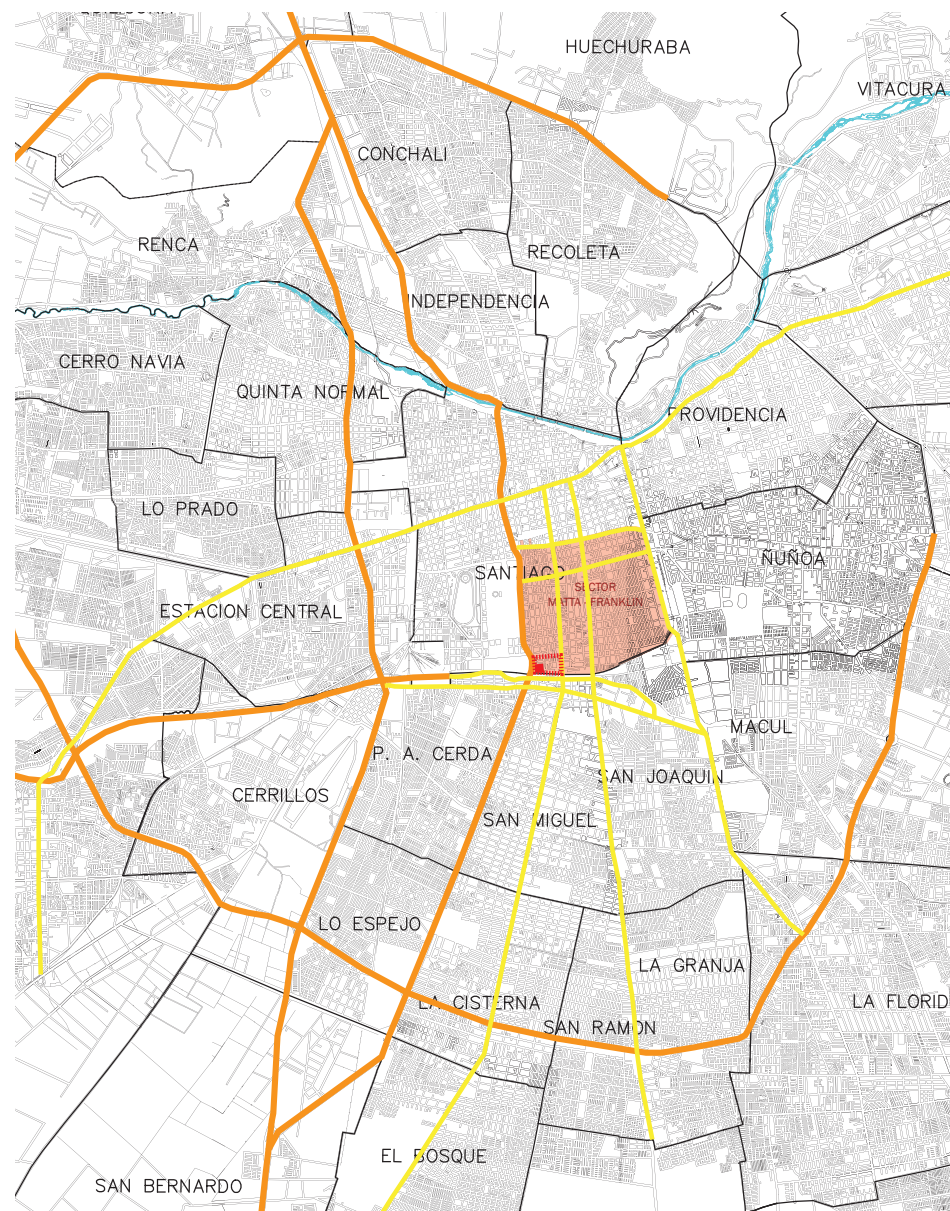 HUECHURABA
VITACURA
CONCHALI
RENCA
RECOLETA
INDEPENDENCIA
CERRO NAVIA
QUINTA NORMAL
PROVIDENCIA
LO PRADO
ÑUÑOA
SANTIAGO
SECTOR
MATTA - FRANKLIN
ESTACION CENTRAL
MACUL
P. A. CERDA
SAN JOAQUIN
CERRILLOS
SAN MIGUEL
LO ESPEJO
LA GRANJA
LA CISTERNA
LA FLORID
SAN RAMON
EL BOSQUE
SAN BERNARDO